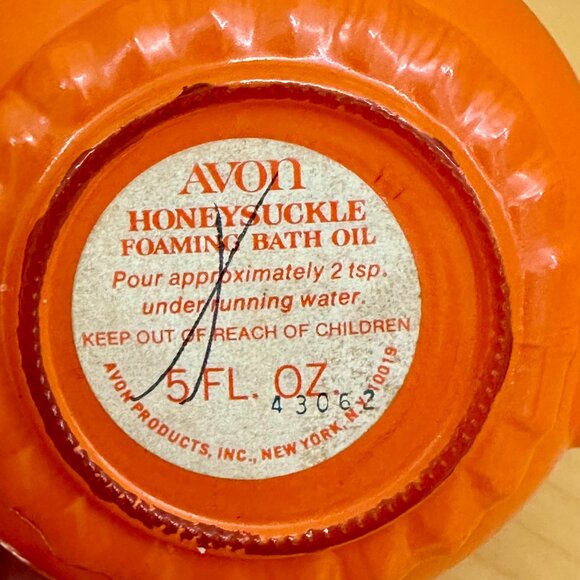 AVON
HONEYSUCKLE
FOAMING BATH OIL
Pour approximately 2 tsp.
under running water.
KEEP OUT OF REACH OF CHILDREN
5 FL. OZ.
43062
AVON PRODUCTS, INC., NEW YORK, N.Y. 10019